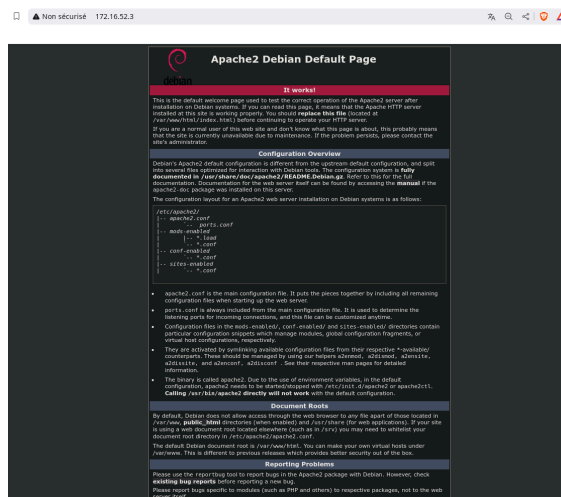 Non sécurisé 172.16.52.3
debian
Apache2 Debian Default Page
It works!
This is the default welcome page used to test the correct operation of the Apache2 server after
installation on Debian systems. If you can read this page, it means that the Apache HTTP server
installed at this site is working properly. You should replace this file (located at
/var/www/html/index.html) before continuing to operate your HTTP server.
If you are a normal user of this web site and don't know what this page is about, this probably means
that the site is currently unavailable due to maintenance. If the problem persists, please contact the
site's administrator.
Configuration Overview
Debian's Apache2 default configuration is different from the upstream default configuration, and split
into several files optimized for interaction with Debian tools. The configuration system is fully
documented in /usr/share/doc/apache2/README.Debian.gz. Refer to this for the full
documentation. Documentation for the web server itself can be found by accessing the manual if the
apache2-doc package was installed on this server.
The configuration layout for an Apache2 web server installation on Debian systems is as follows:
/etc/apache2/
|-- apache2.conf
|       `--  ports.conf
|-- mods-enabled
|       |-- *.load
|       `-- *.conf
|-- conf-enabled
|       `-- *.conf
|-- sites-enabled
|       `-- *.conf
• apache2.conf is the main configuration file. It puts the pieces together by including all remaining
configuration files when starting up the web server.
• ports.conf is always included from the main configuration file. It is used to determine the
listening ports for incoming connections, and this file can be customized anytime.
• Configuration files in the mods-enabled/, conf-enabled/ and sites-enabled/ directories contain
particular configuration snippets which manage modules, global configuration fragments, or
virtual host configurations, respectively.
• They are activated by symlinking available configuration files from their respective *-available/
counterparts. These should be managed by using our helpers a2enmod, a2dismod, a2ensite,
a2dissite, and a2enconf, a2disconf . See their respective man pages for detailed
information.
• The binary is called apache2. Due to the use of environment variables, in the default
configuration, apache2 needs to be started/stopped with /etc/init.d/apache2 or apache2ctl.
Calling /usr/bin/apache2 directly will not work with the default configuration.
Document Roots
By default, Debian does not allow access through the web browser to any file apart of those located in
/var/www, public_html directories (when enabled) and /usr/share (for web applications). If your site
is using a web document root located elsewhere (such as in /srv) you may need to whitelist your
document root directory in /etc/apache2/apache2.conf.
The default Debian document root is /var/www/html. You can make your own virtual hosts under
/var/www. This is different to previous releases which provides better security out of the box.
Reporting Problems
Please use the reportbug tool to report bugs in the Apache2 package with Debian. However, check
existing bug reports before reporting a new bug.
Please report bugs specific to modules (such as PHP and others) to respective packages, not to the web
server itself.